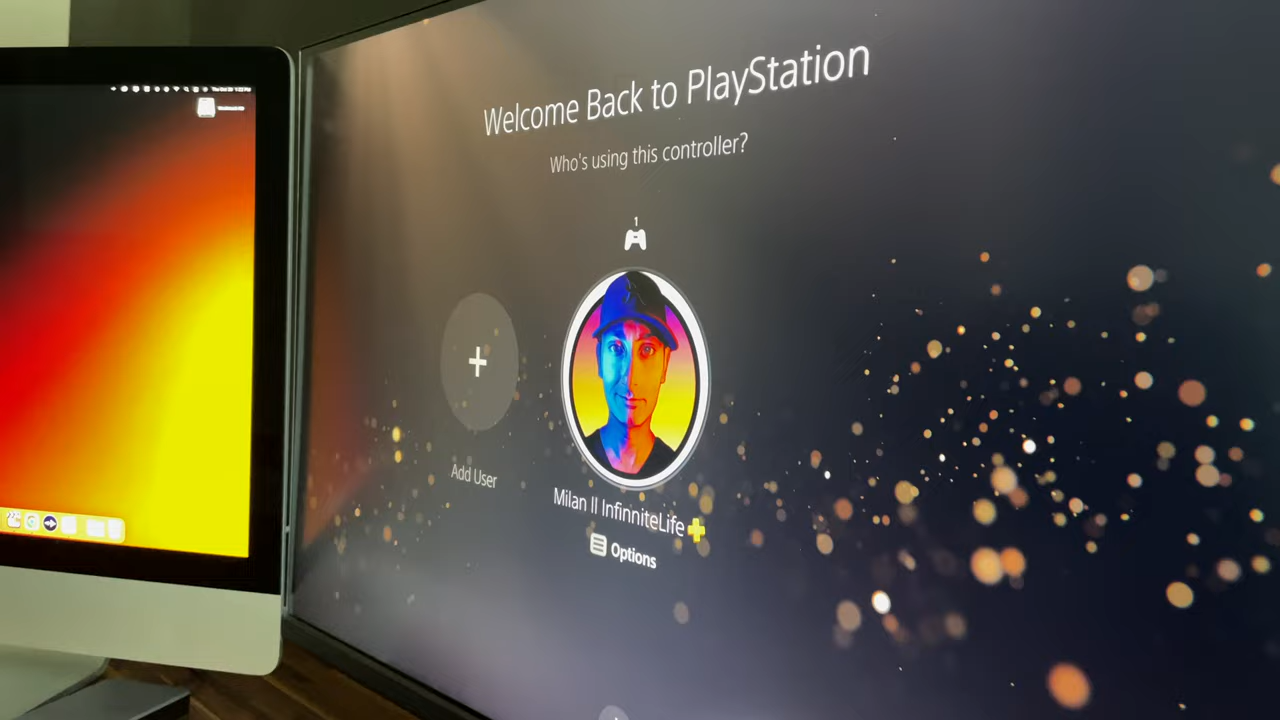 Welcome Back to PlayStation
Who's using this controller?
1
Add User
Milan II InfinniteLife
Options